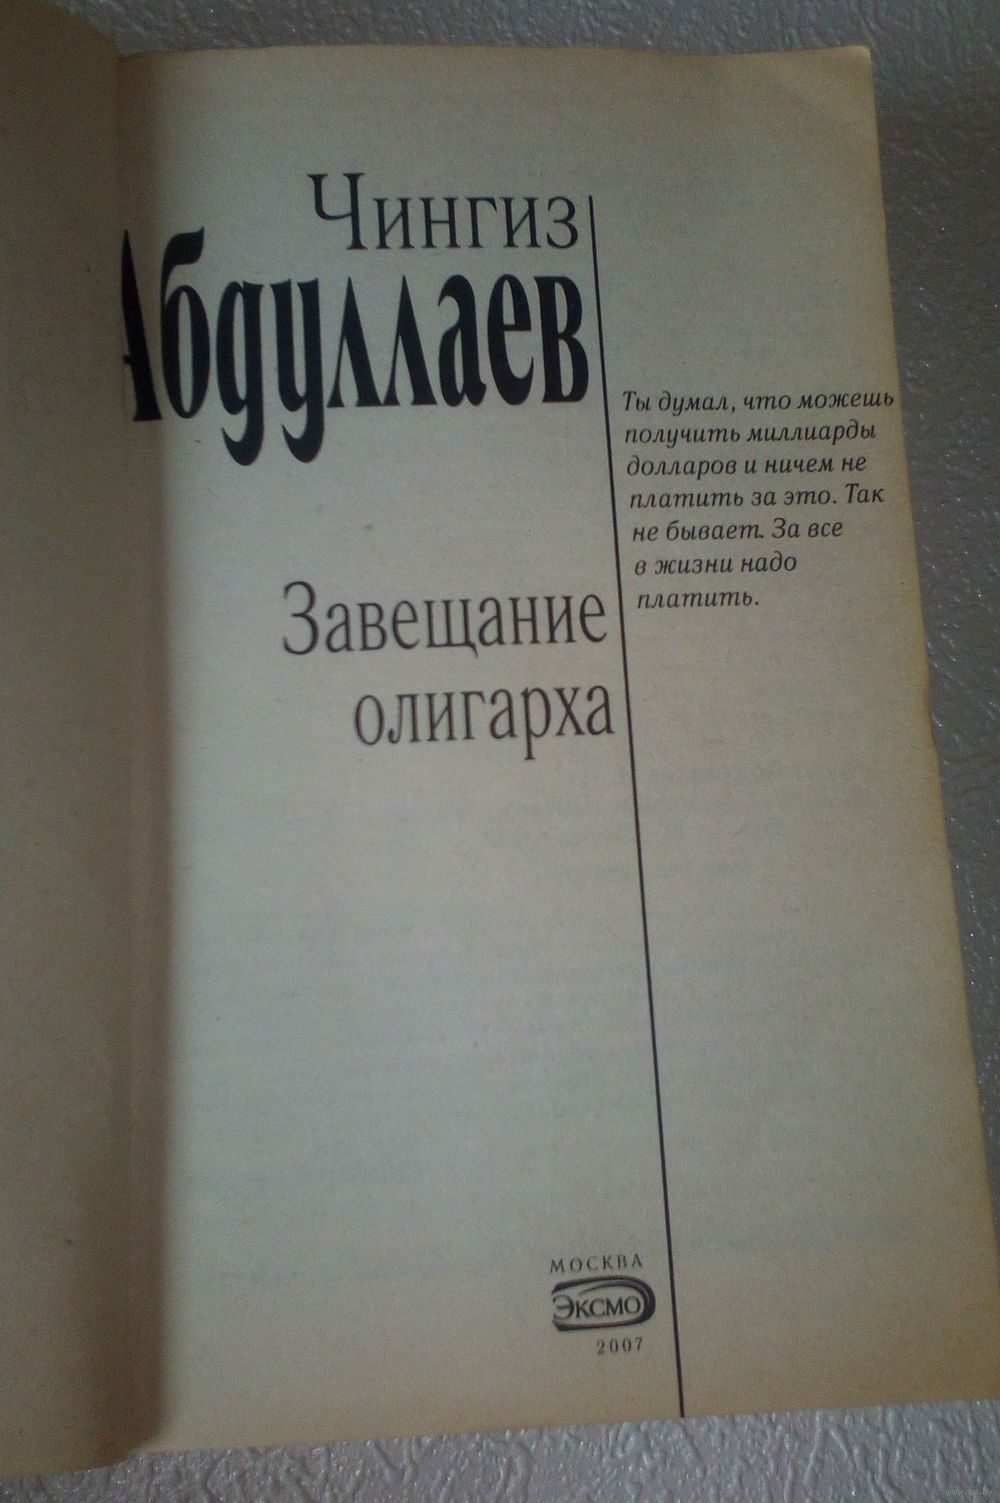 Чингиз
Абдуллаев
Ты думал, что можешь
получить миллиарды
долларов и ничем не
платить за это. Так
не бывает. За все
в жизни надо
платить.
Завещание
олигарха
МОСКВА
ЭКСМО
2007